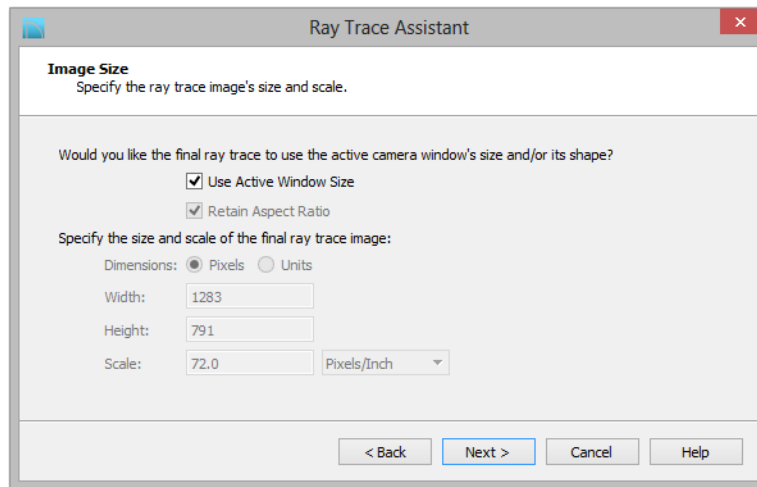 Ray Trace Assistant
Image Size
Specify the ray trace image's size and scale.
Would you like the final ray trace to use the active camera window's size and/or its shape?
Use Active Window Size
Retain Aspect Ratio
Specify the size and scale of the final ray trace image:
Dimensions: Pixels Units
Width: 1283
Height: 791
Scale: 72.0 Pixels/Inch
< Back Next > Cancel Help